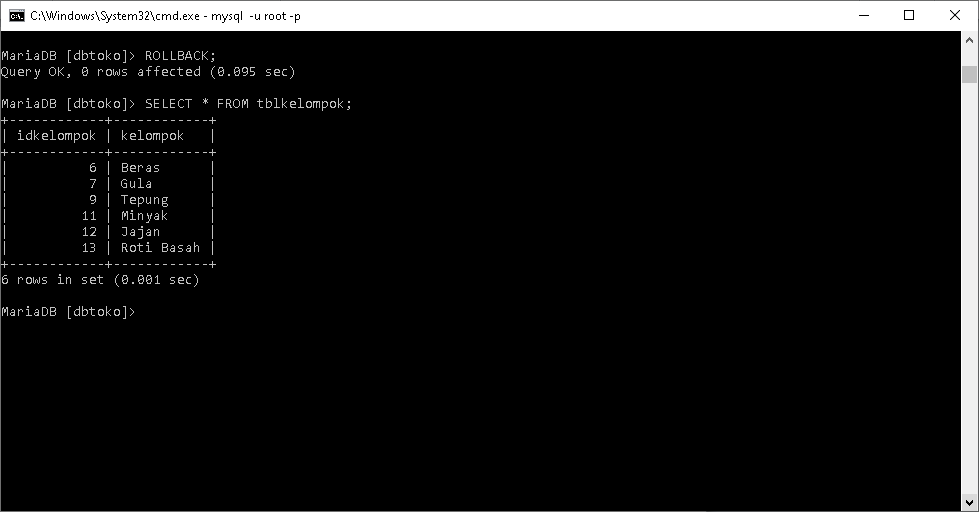 C:\Windows\System32\cmd.exe - mysql  -u root -p
MariaDB [dbtoko]> ROLLBACK;
Query OK, 0 rows affected (0.095 sec)
MariaDB [dbtoko]> SELECT * FROM tblkelompok;
+------------+------------+
| idkelompok | kelompok   |
+------------+------------+
|          6 | Beras      |
|          7 | Gula       |
|          9 | Tepung     |
|         11 | Minyak     |
|         12 | Jajan      |
|         13 | Roti Basah |
+------------+------------+
6 rows in set (0.001 sec)
MariaDB [dbtoko]>